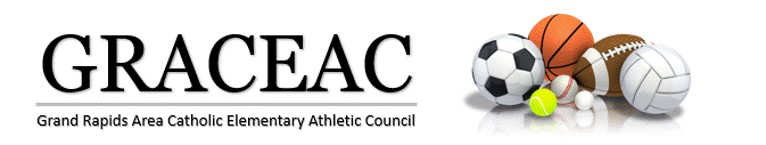 GRACEAC
Grand Rapids Area Catholic Elementary Athletic Council